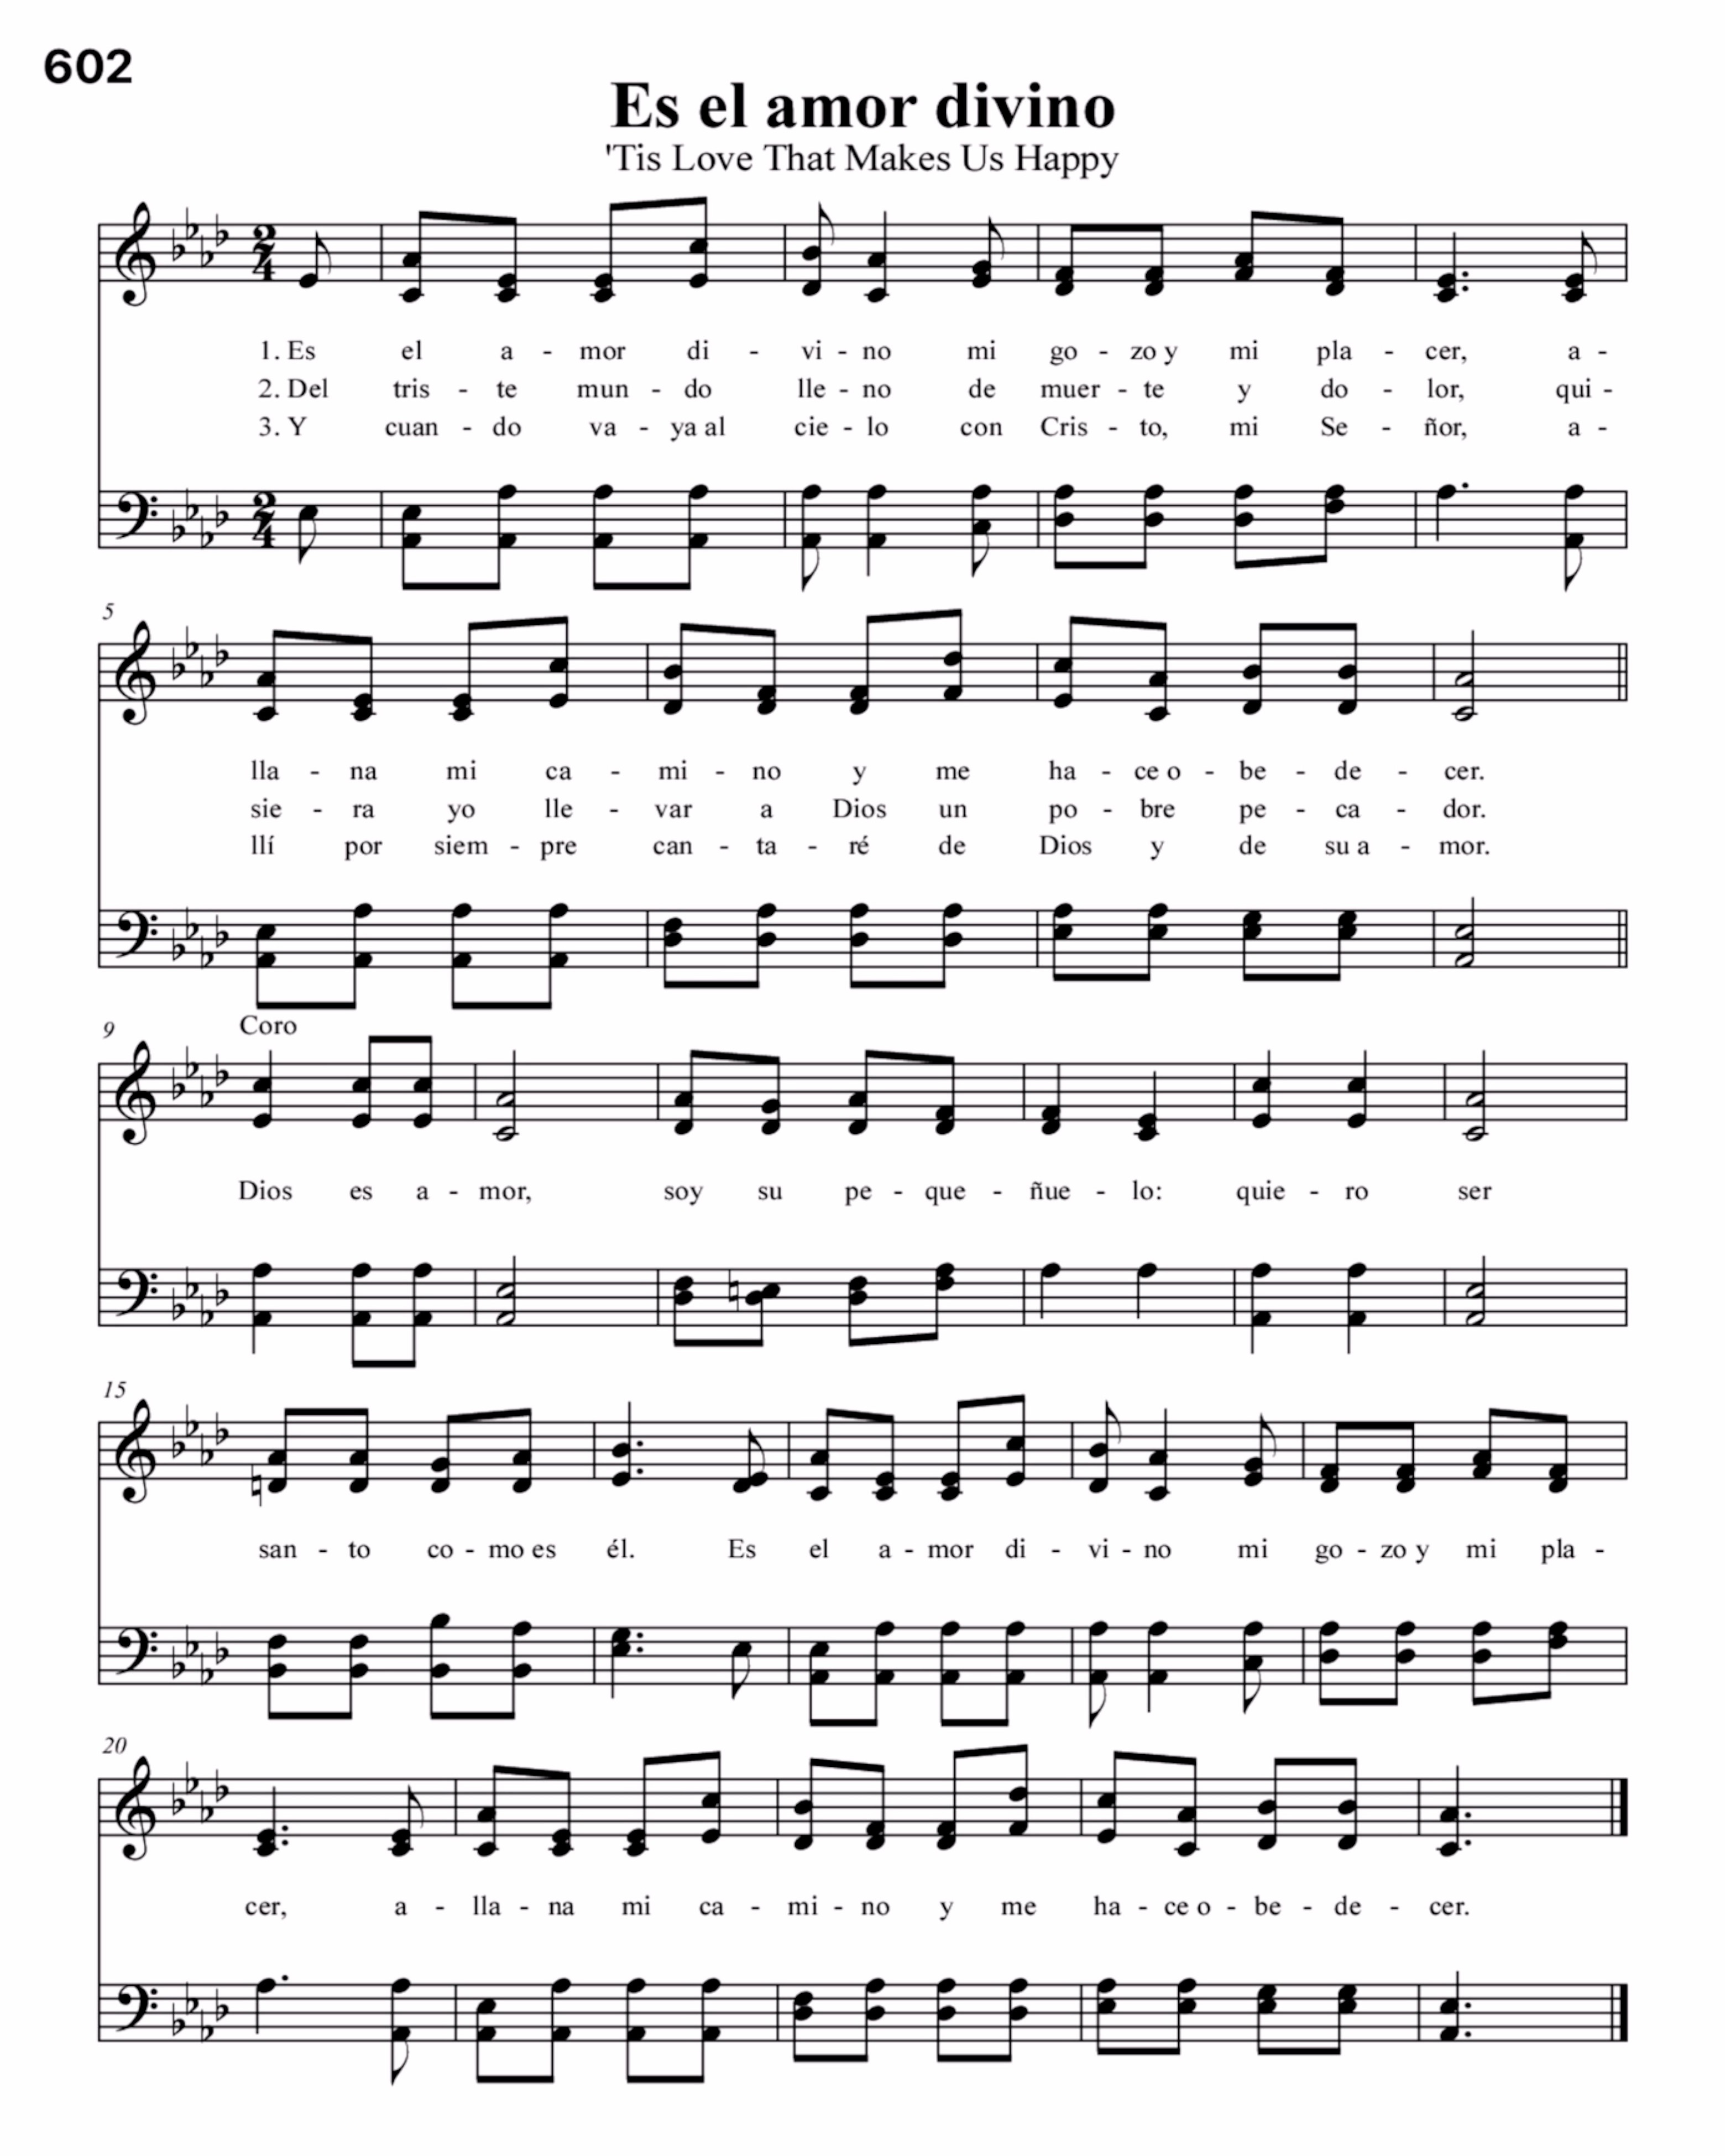 602
Es el amor divino
'Tis Love That Makes Us Happy
1. Es el a - mor di - vi - no mi go - zo y mi pla - cer, a -
2. Del tris - te mun - do lle - no de muer - te y do - lor, qui -
3. Y cuan - do va - ya al cie - lo con Cris - to, mi Se - ñor, a -
5
lla - na mi ca - mi - no y me ha - ce o - be - de - cer.
sie - ra yo lle - var a Dios un po - bre pe - ca - dor.
llí por siem - pre can - ta - ré de Dios y de su a - mor.
9
Coro
Dios es a - mor, soy su pe - que - ñue - lo: quie - ro ser
15
san - to co - mo es él. Es el a - mor di - vi - no mi go - zo y mi pla -
20
cer, a - lla - na mi ca - mi - no y me ha - ce o - be - de - cer.